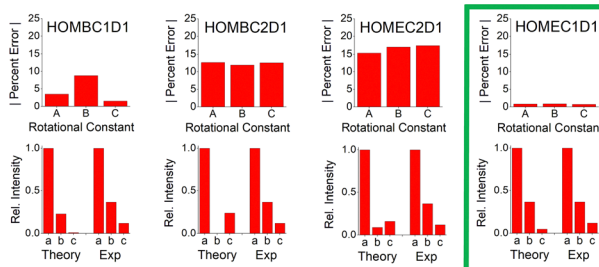 HOMBC1D1
| Percent Error |
25
20
15
10
5
0
A B C
Rotational Constant
HOMBC2D1
| Percent Error |
25
20
15
10
5
0
A B C
Rotational Constant
HOMEC2D1
| Percent Error |
25
20
15
10
5
0
A B C
Rotational Constant
HOMEC1D1
| Percent Error |
25
20
15
10
5
0
A B C
Rotational Constant
Rel. Intensity
1.0
0.5
0.0
a b c a b c
Theory Exp
Rel. Intensity
1.0
0.5
0.0
a b c a b c
Theory Exp
Rel. Intensity
1.0
0.5
0.0
a b c a b c
Theory Exp
Rel. Intensity
1.0
0.5
0.0
a b c a b c
Theory Exp